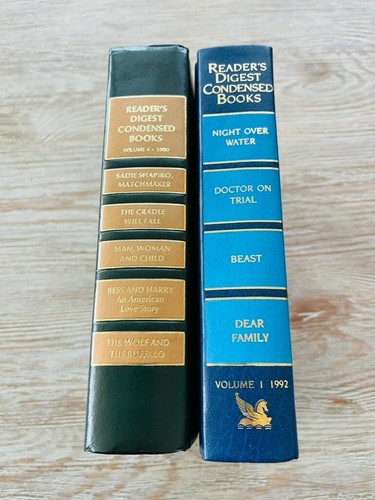 READER'S
DIGEST
CONDENSED
BOOKS
VOLUME 4 • 1980
SADIE SHAPIRO,
MATCHMAKER
THE CRADLE
WILL FALL
MAN, WOMAN
AND CHILD
BESS AND HARRY
An American
Love Story
THE WOLF AND
THE BUFFALO
READER'S
DIGEST
CONDENSED
BOOKS
NIGHT OVER
WATER
DOCTOR ON
TRIAL
BEAST
DEAR
FAMILY
VOLUME 1 1992